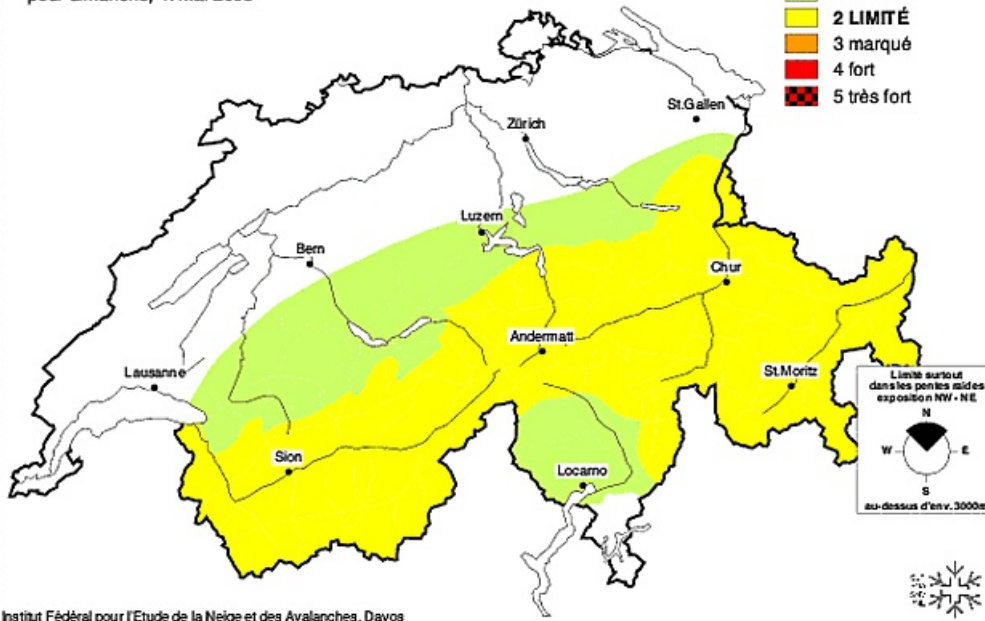 2 LIMITÉ
3 marqué
4 fort
5 très fort
St.Gallen
Zürich
Luzern
Bern
Chur
Andermatt
Lausanne
St.Moritz
Limité surtout
dans les pentes raides
exposition NW - NE
N
W
E
S
au-dessus d'env. 3000m
Sion
Locarno
Institut Fédéral pour l'Etude de la Neige et des Avalanches, Davos